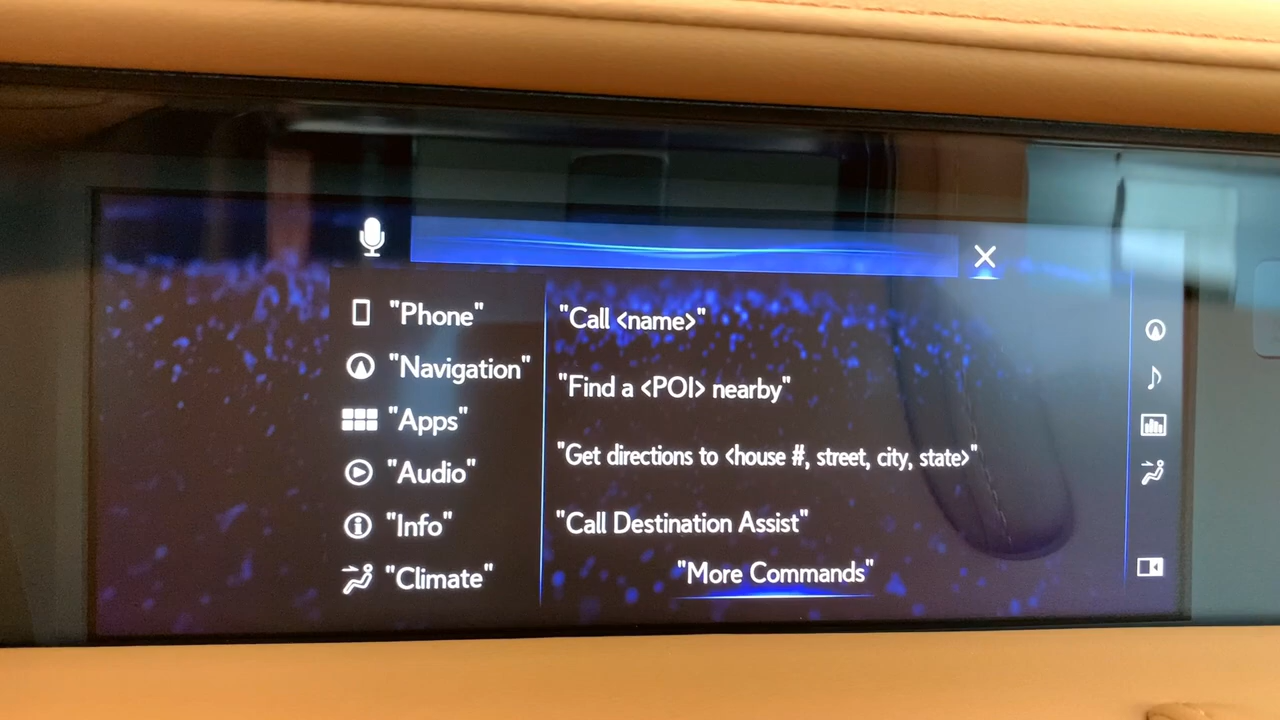 "Phone"
"Navigation"
"Apps"
"Audio"
"Info"
"Climate"
"Call <name>"
"Find a <POI> nearby"
"Get directions to <house #, street, city, state>"
"Call Destination Assist"
"More Commands"